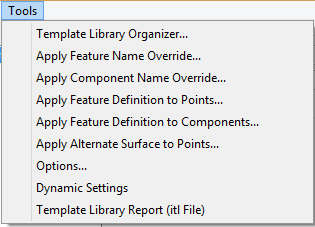 Tools
Template Library Organizer...
Apply Feature Name Override...
Apply Component Name Override...
Apply Feature Definition to Points...
Apply Feature Definition to Components...
Apply Alternate Surface to Points...
Options...
Dynamic Settings
Template Library Report (itl File)